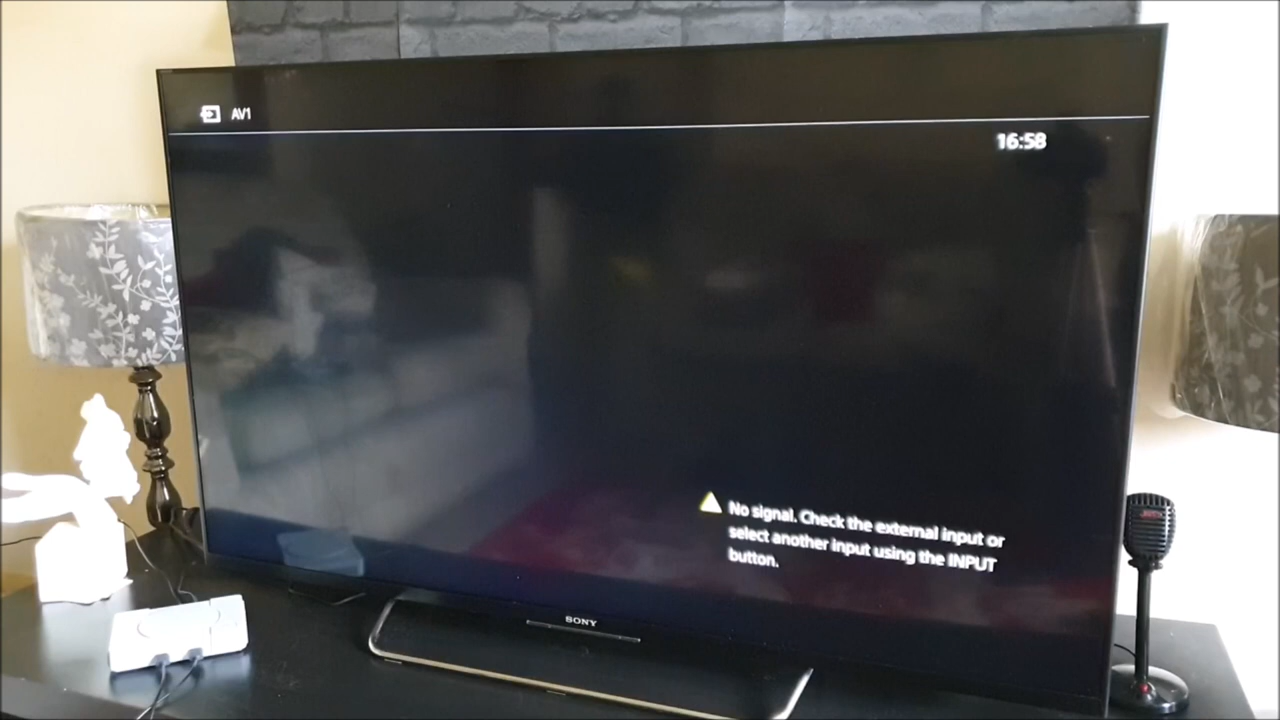 AV1
16:58
No signal. Check the external input or
select another input using the INPUT
button.
SONY